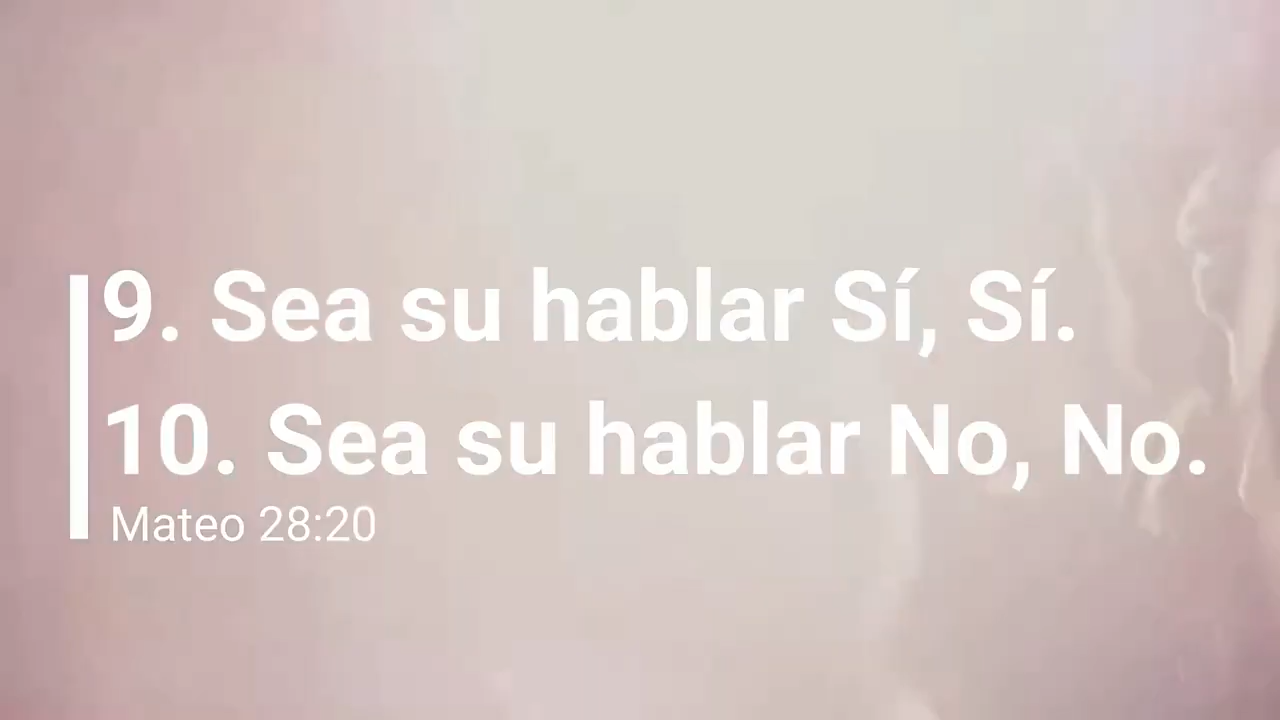 9. Sea su hablar Sí, Sí.
10. Sea su hablar No, No.
Mateo 28:20